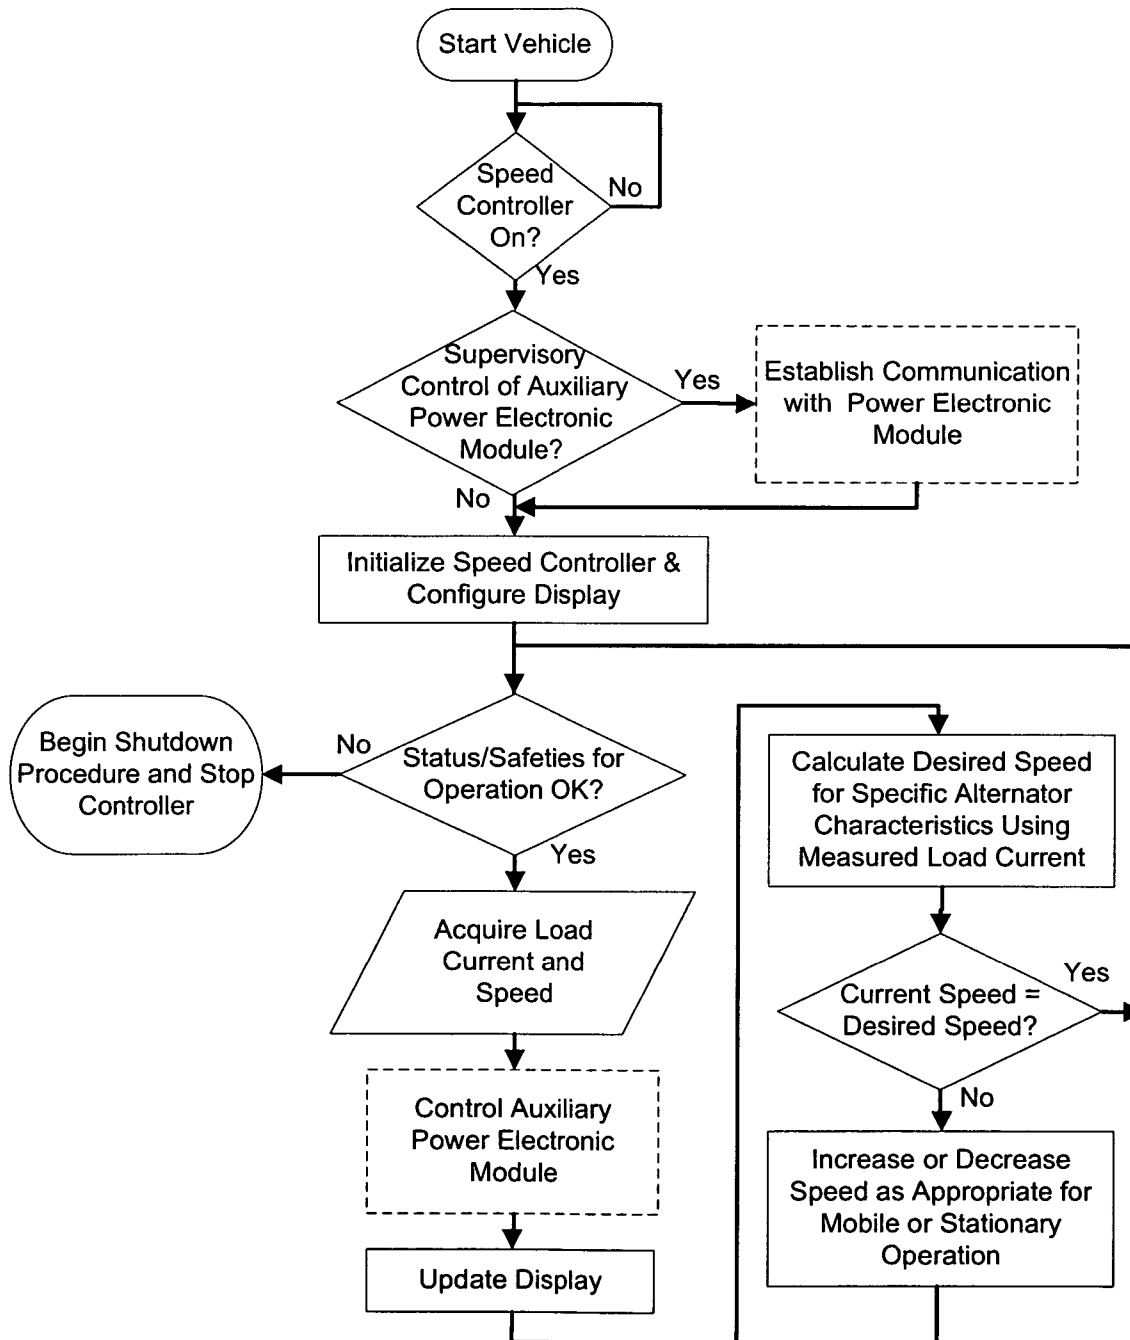 Start Vehicle
Speed
Controller
On?
No
Yes
Supervisory
Control of Auxiliary
Power Electronic
Module?
Yes
Establish Communication
with Power Electronic
Module
No
Initialize Speed Controller &
Configure Display
Status/Safeties for
Operation OK?
No
Begin Shutdown
Procedure and Stop
Controller
Yes
Acquire Load
Current and
Speed
Control Auxiliary
Power Electronic
Module
Update Display
Calculate Desired Speed
for Specific Alternator
Characteristics Using
Measured Load Current
Current Speed =
Desired Speed?
Yes
No
Increase or Decrease
Speed as Appropriate for
Mobile or Stationary
Operation